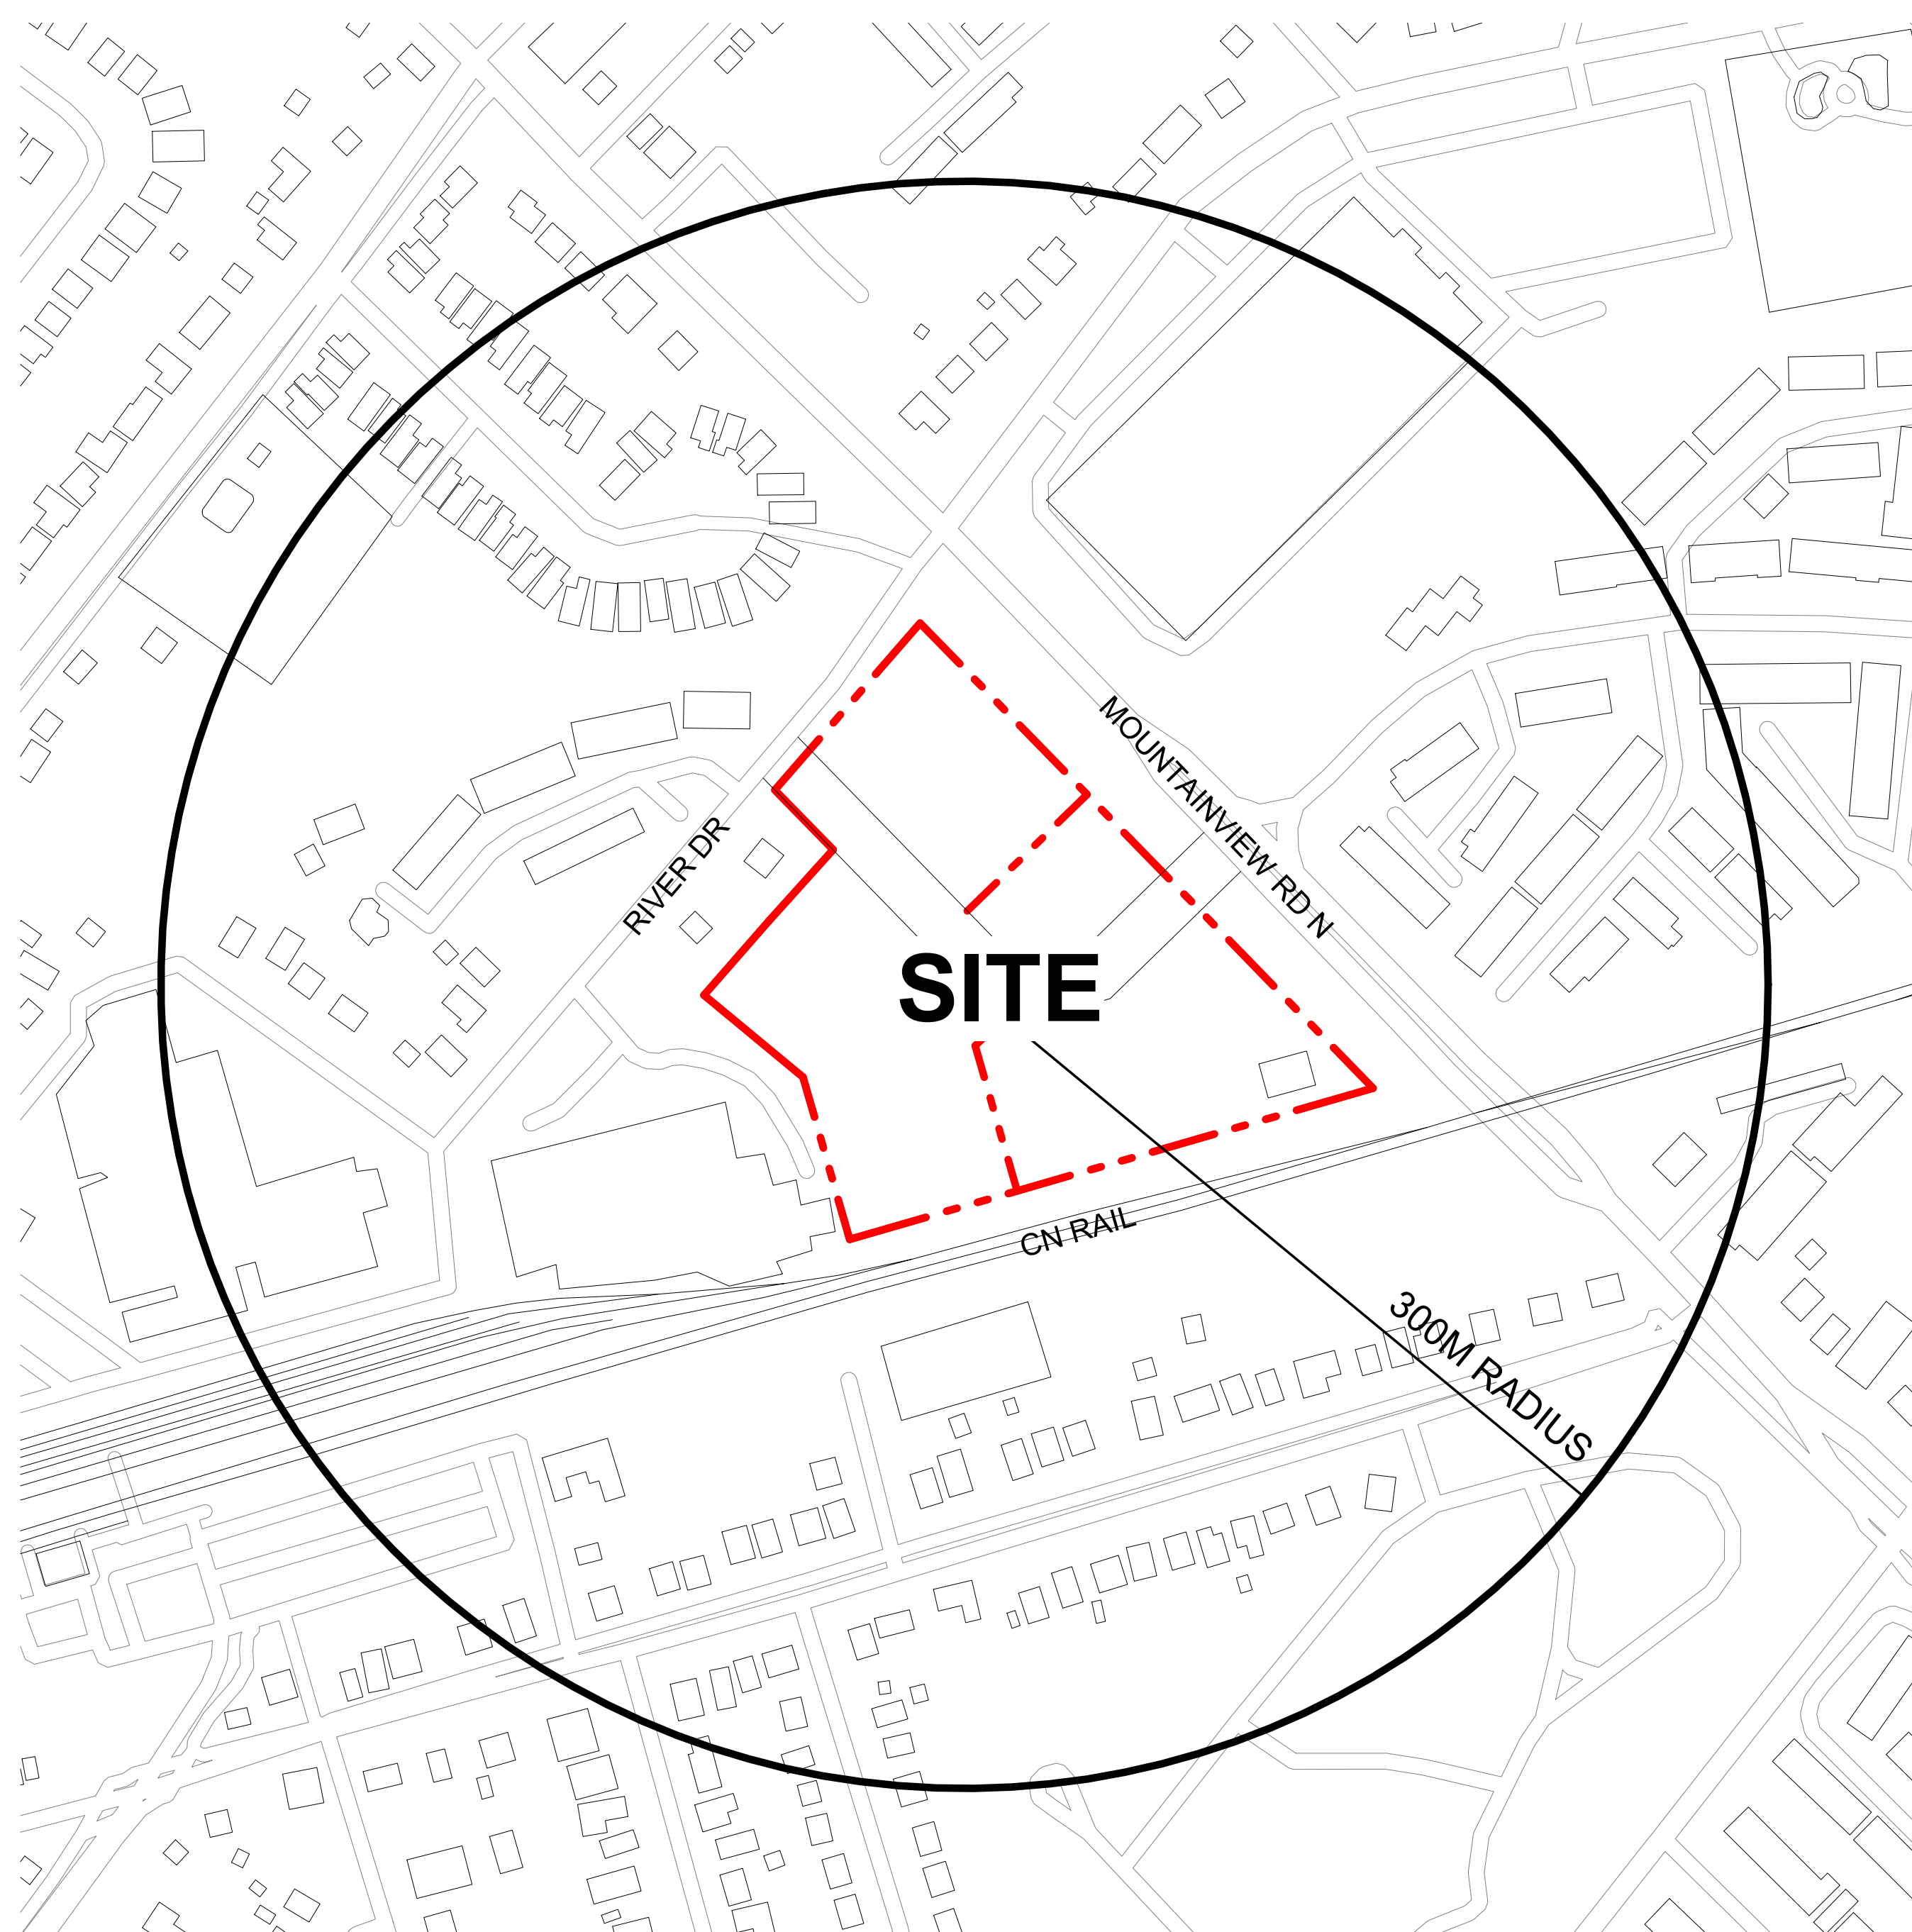 MOUNTAINVIEW RD N
RIVER DR
SITE
CN RAIL
300M RADIUS